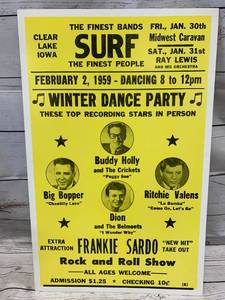 THE FINEST BANDS
CLEAR LAKE IOWA
SURF
THE FINEST PEOPLE
FRI., JAN. 30th
Midwest Caravan
SAT., JAN. 31st
RAY LEWIS
AND HIS ORCHESTRA
FEBRUARY 2, 1959 - DANCING 8 to 12pm
♫ WINTER DANCE PARTY ♫
THESE TOP RECORDING STARS IN PERSON
Buddy Holly
and The Crickets
"Peggy Sue"
Big Bopper
"Chantilly Lace"
Ritchie Valens
"La Bamba"
"Come On, Let's Go"
Dion
and The Belmonts
"I Wonder Why"
EXTRA ATTRACTION
FRANKIE SARDO
"NEW HIT"
TAKE OUT
Rock and Roll Show
ALL AGES WELCOME
ADMISSION $1.25 * CHECKING 10¢